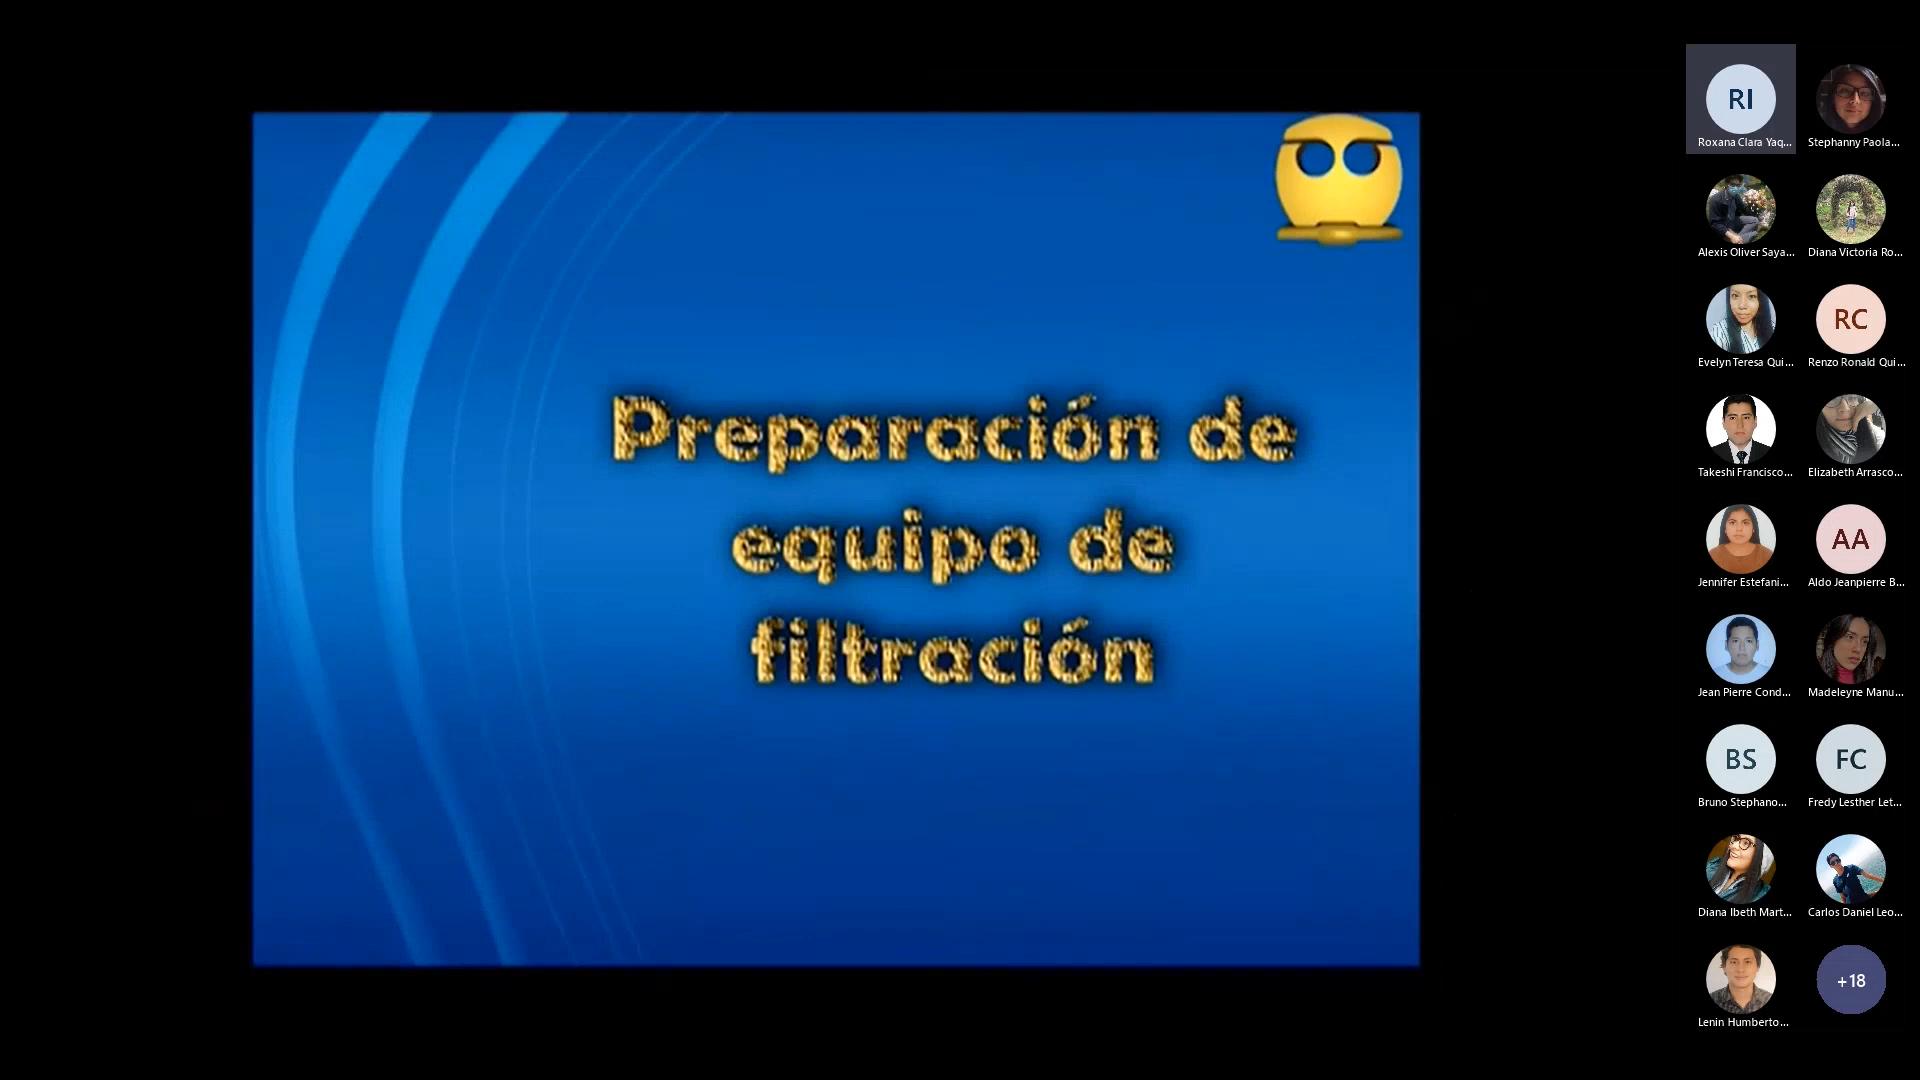 Preparación de
equipo de
filtración
RI
Roxana Clara Yaq...
Stephanny Paola...
Alexis Oliver Saya...
Diana Victoria Ro...
Evelyn Teresa Qui...
RC
Renzo Ronald Qui...
Takeshi Francisco...
Elizabeth Arrasco...
Jennifer Estefani...
AA
Aldo Jeanpierre B...
Jean Pierre Cond...
Madeleyne Manu...
BS
Bruno Stephano...
FC
Fredy Lesther Let...
Diana Ibeth Mart...
Carlos Daniel Leo...
Lenin Humberto...
+18